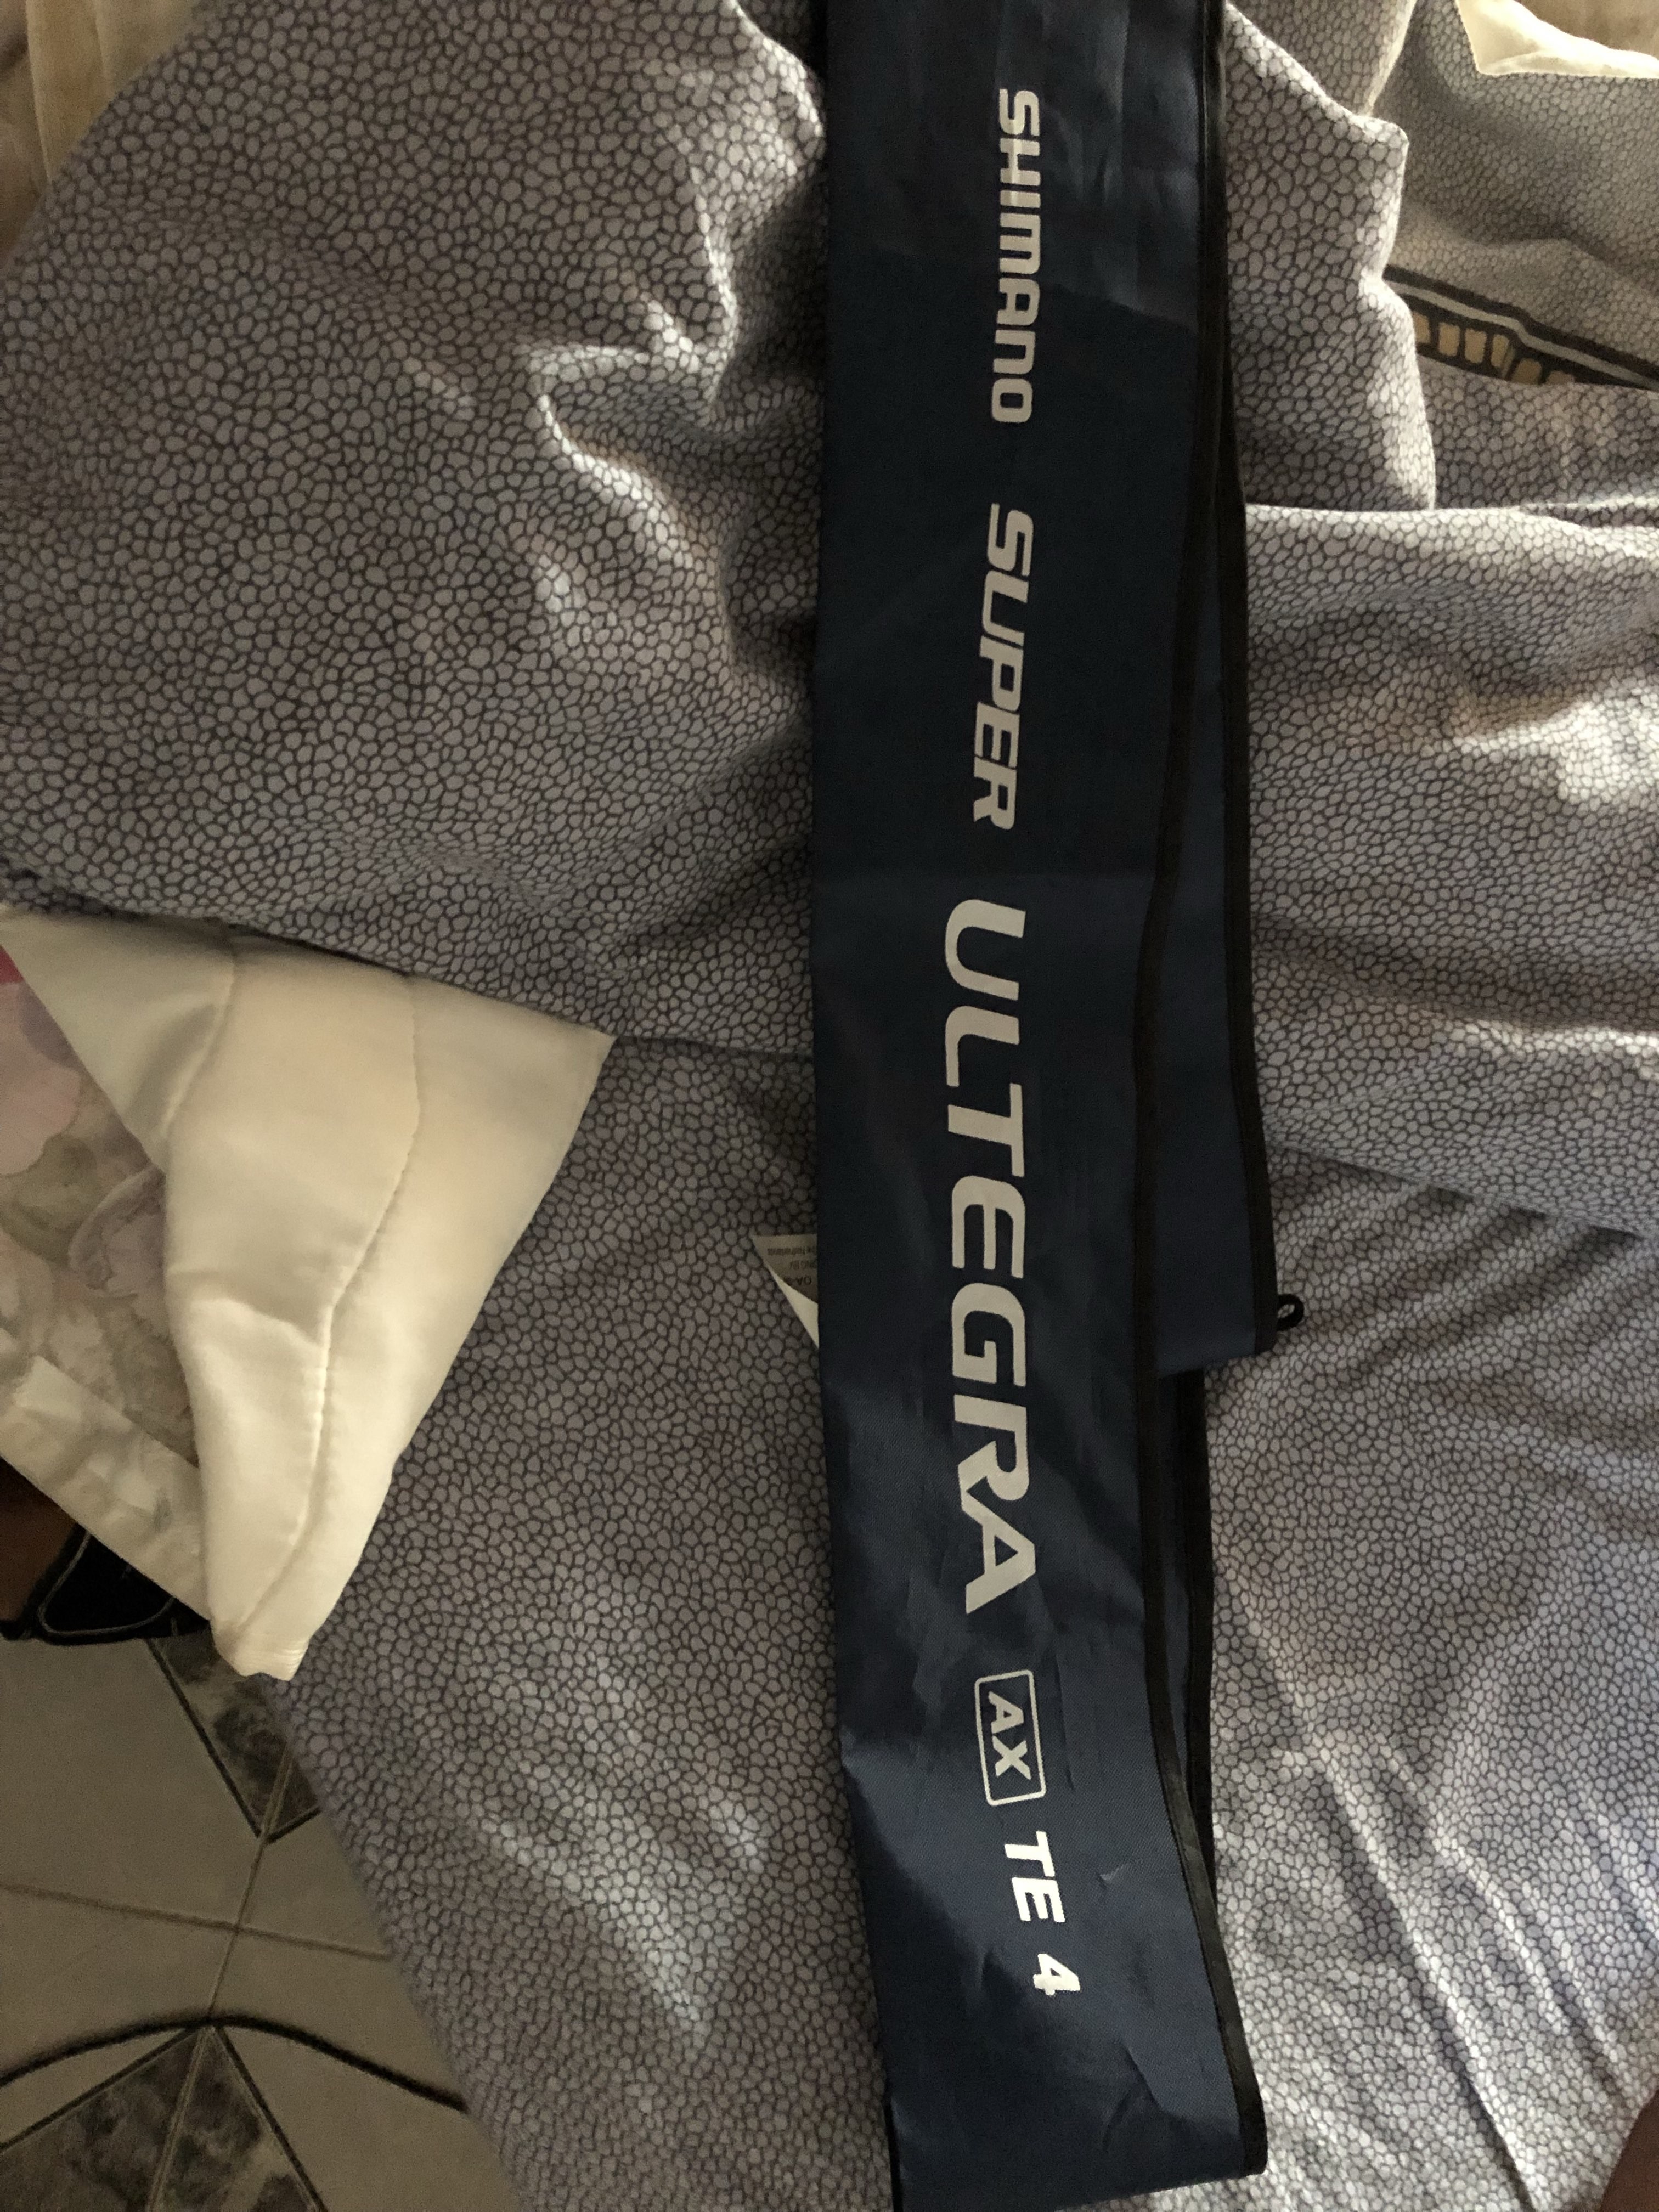 SHIMANO SUPER ULTEGRA AX TE 4